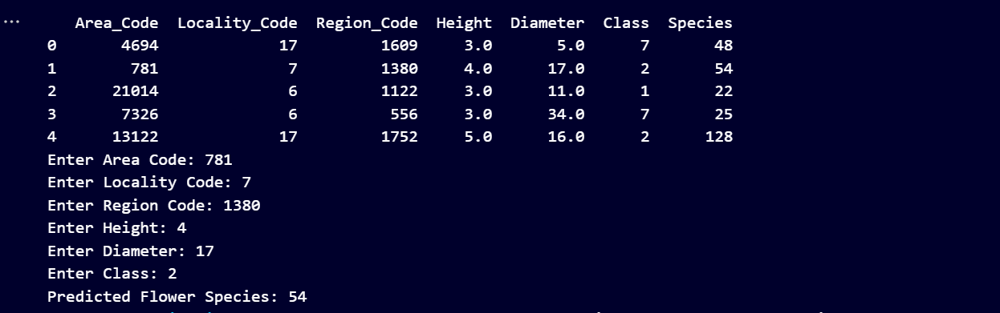 Area_Code Locality_Code Region_Code Height Diameter Class Species
0 4694 17 1609 3.0 5.0 7 48
1 781 7 1380 4.0 17.0 2 54
2 21014 6 1122 3.0 11.0 1 22
3 7326 6 556 3.0 34.0 7 25
4 13122 17 1752 5.0 16.0 2 128
Enter Area Code: 781
Enter Locality Code: 7
Enter Region Code: 1380
Enter Height: 4
Enter Diameter: 17
Enter Class: 2
Predicted Flower Species: 54